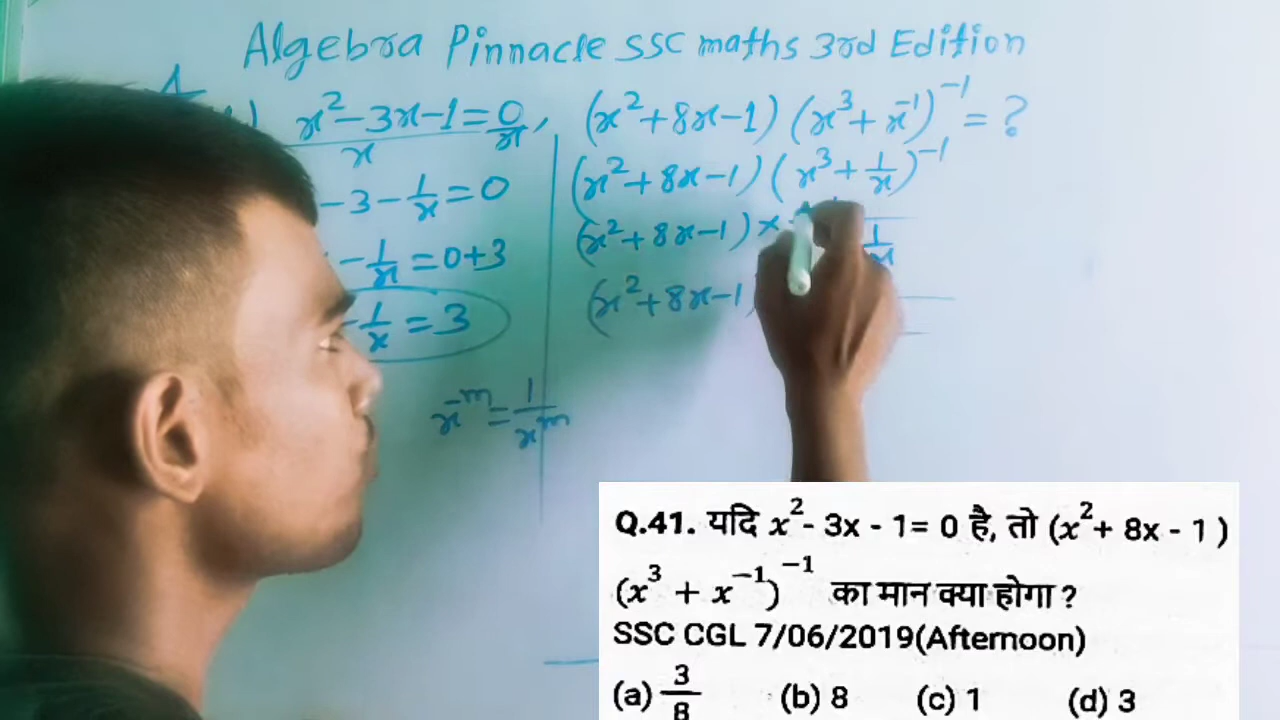 Algebra Pinnacle SSC maths 3rd Edition
x²-3x-1=0/x, (x²+8x-1)(x³+x⁻¹)⁻¹=?
x
-3-1/x=0
(x²+8x-1)(x³+1/x)⁻¹
-1/x=0+3
(x²+8x-1)× 1/x
-1/x=3
(x²+8x-1
x⁻ᵐ=1/xᵐ
Q.41. यदि x²- 3x - 1= 0 है, तो (x²+ 8x - 1 )
(x³ + x⁻¹)⁻¹ का मान क्या होगा ?
SSC CGL 7/06/2019(Afternoon)
(a) 3/8 (b) 8 (c) 1 (d) 3